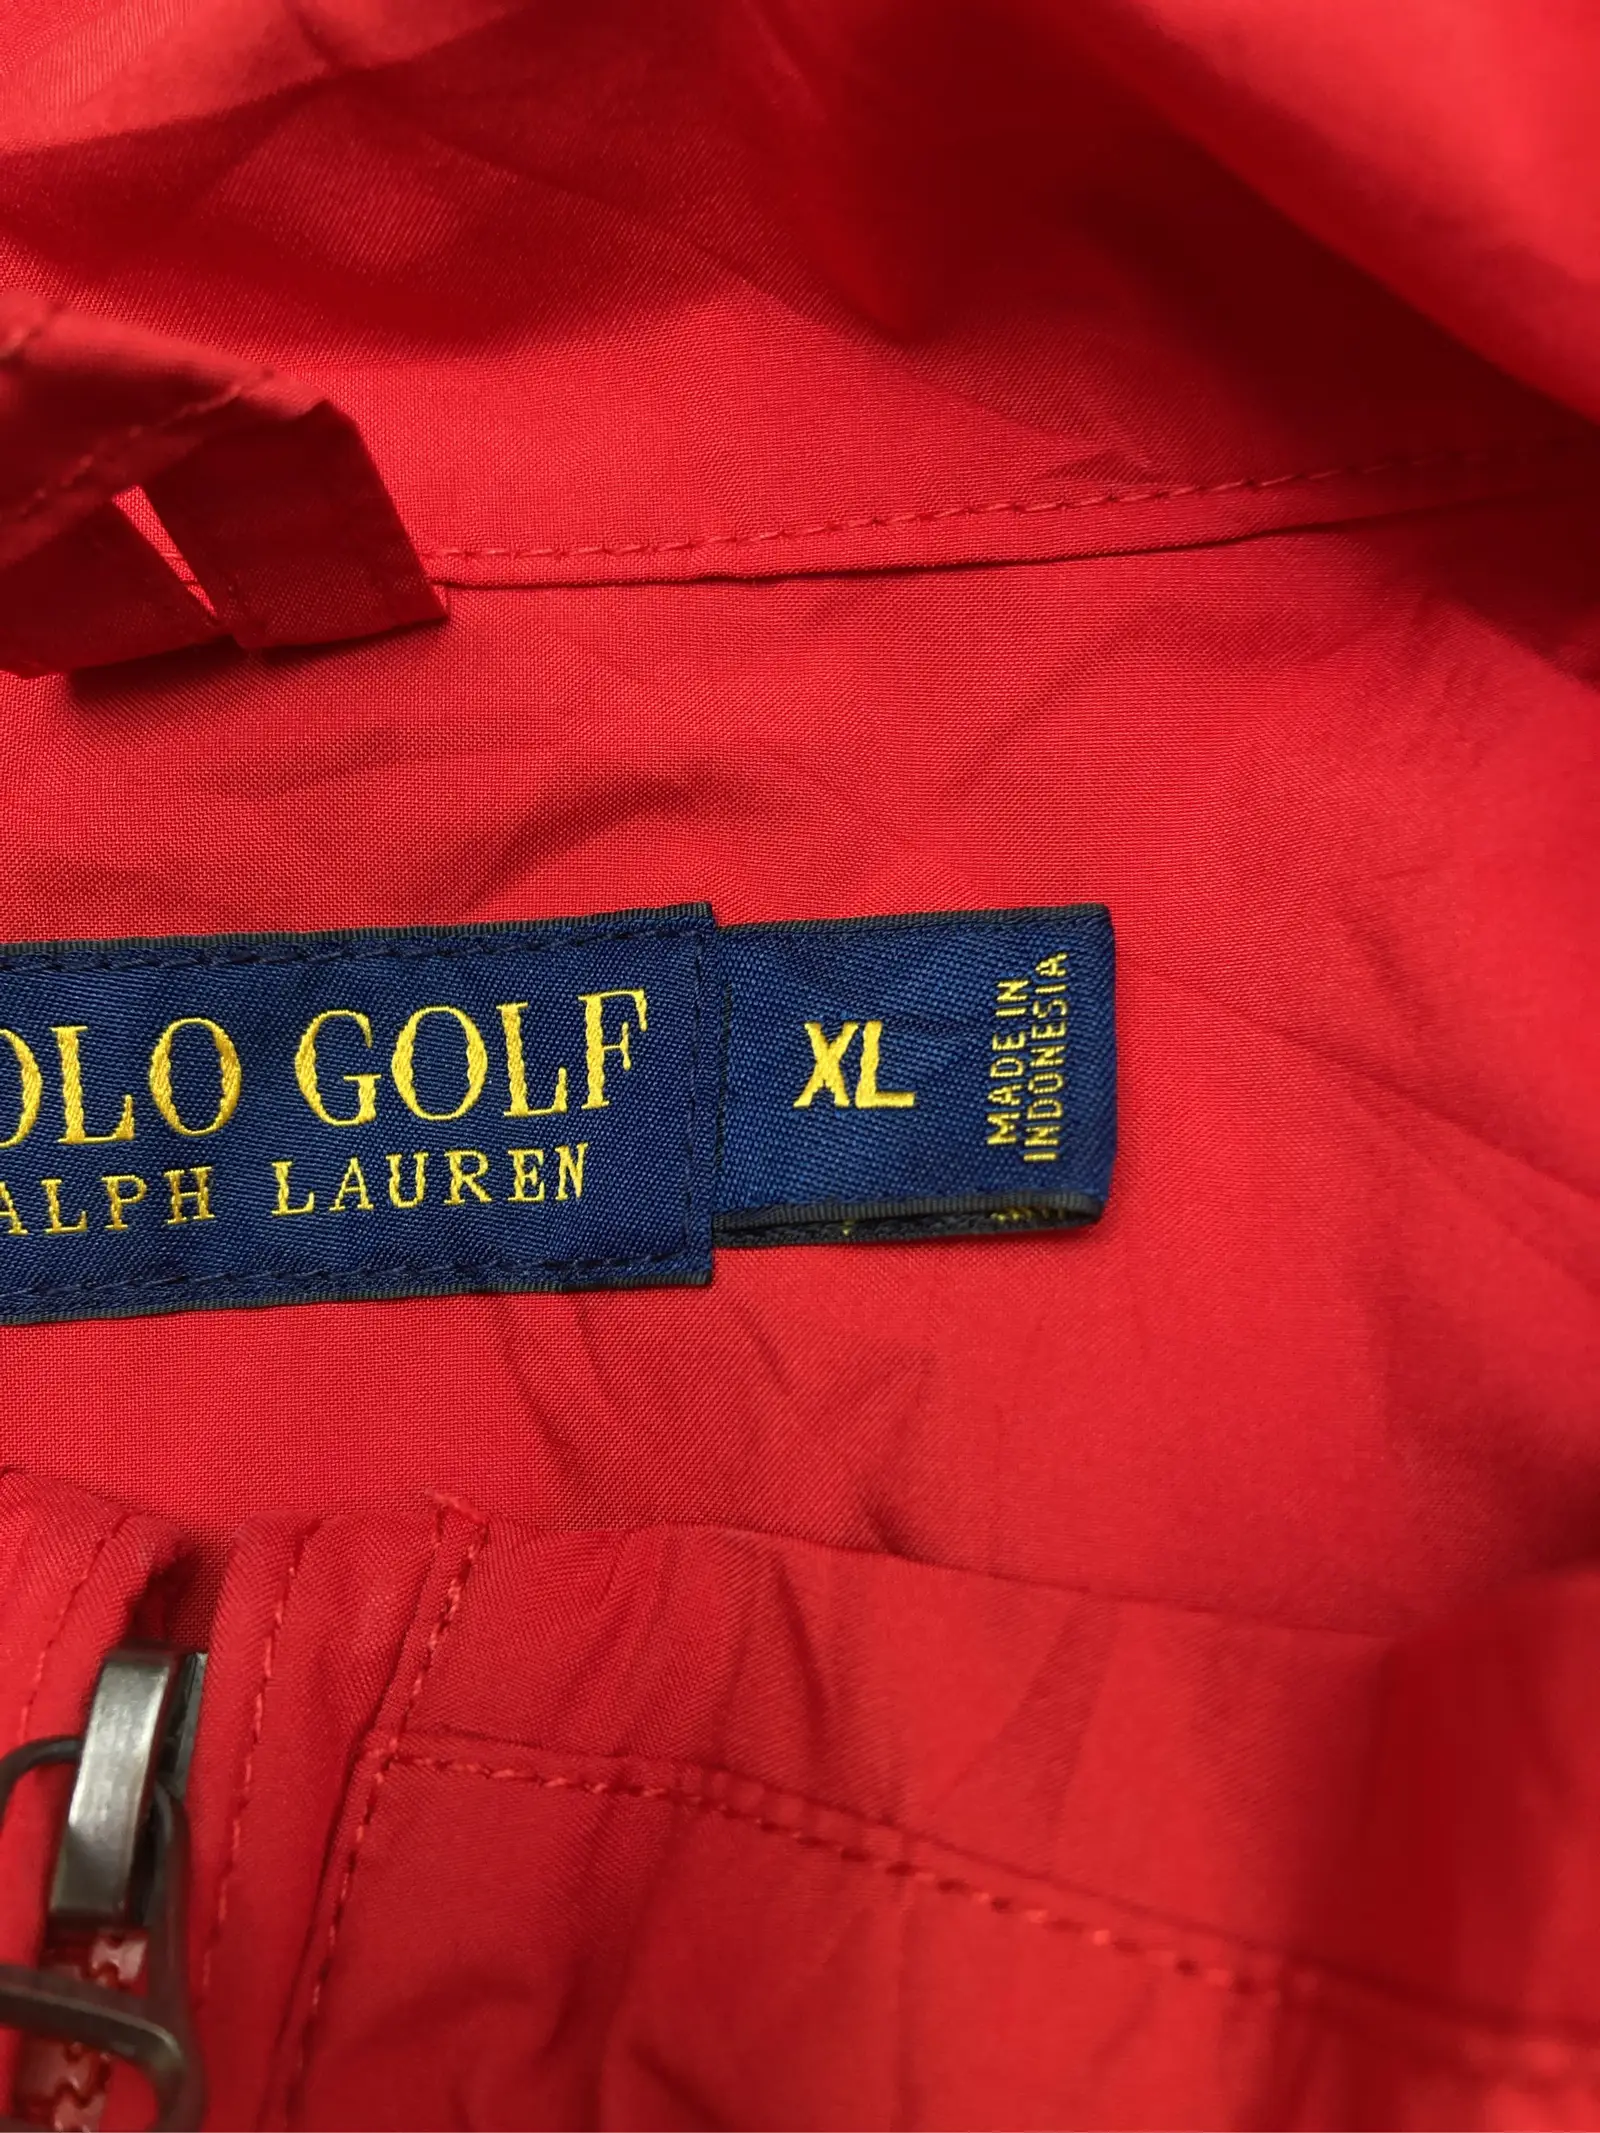 OLO GOLF
ALPH LAUREN
XL
MADE IN
INDONESIA